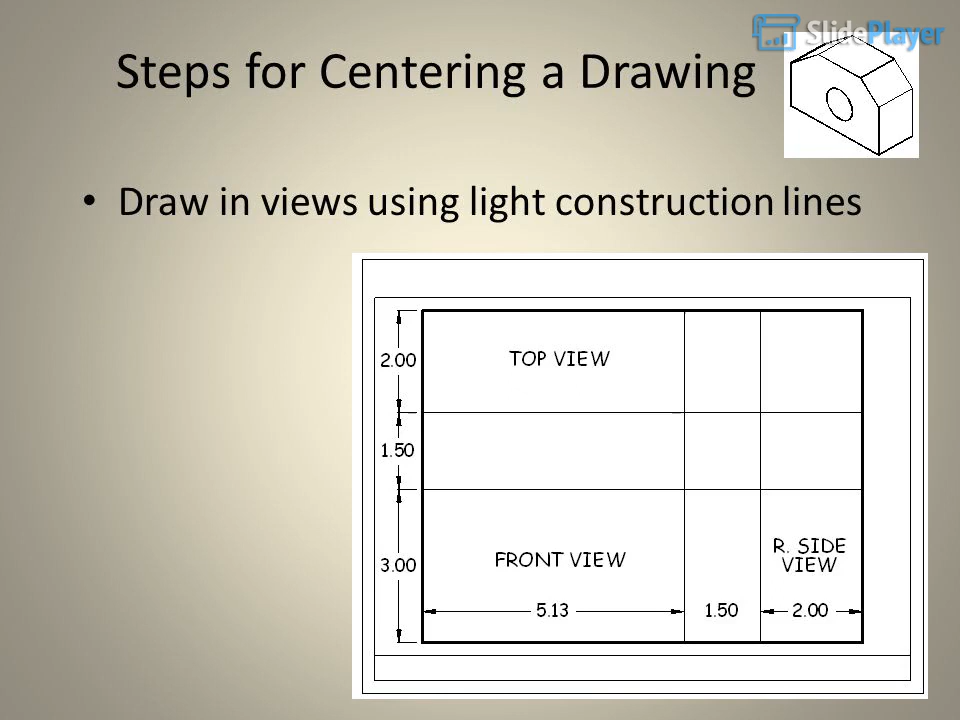 SlidePlayer
Steps for Centering a Drawing
• Draw in views using light construction lines
2.00
TOP VIEW
1.50
3.00
FRONT VIEW
R. SIDE
VIEW
5.13
1.50
2.00